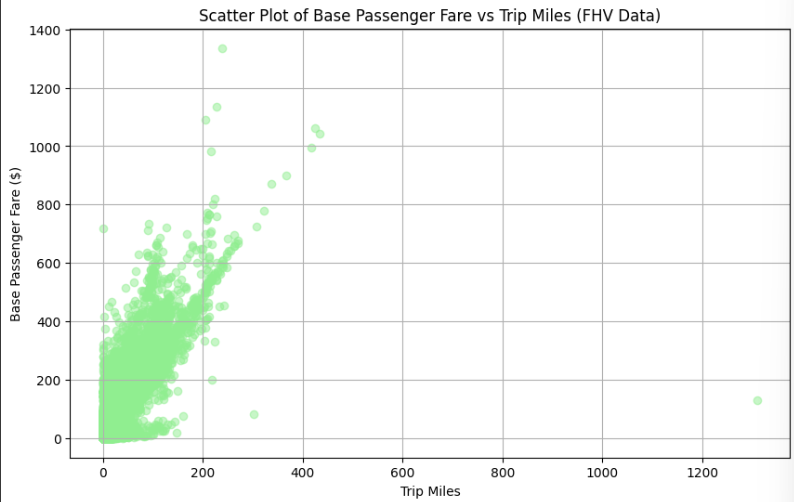 Scatter Plot of Base Passenger Fare vs Trip Miles (FHV Data)
1400
1200
1000
800
600
400
200
0
Base Passenger Fare ($)
0 200 400 600 800 1000 1200
Trip Miles